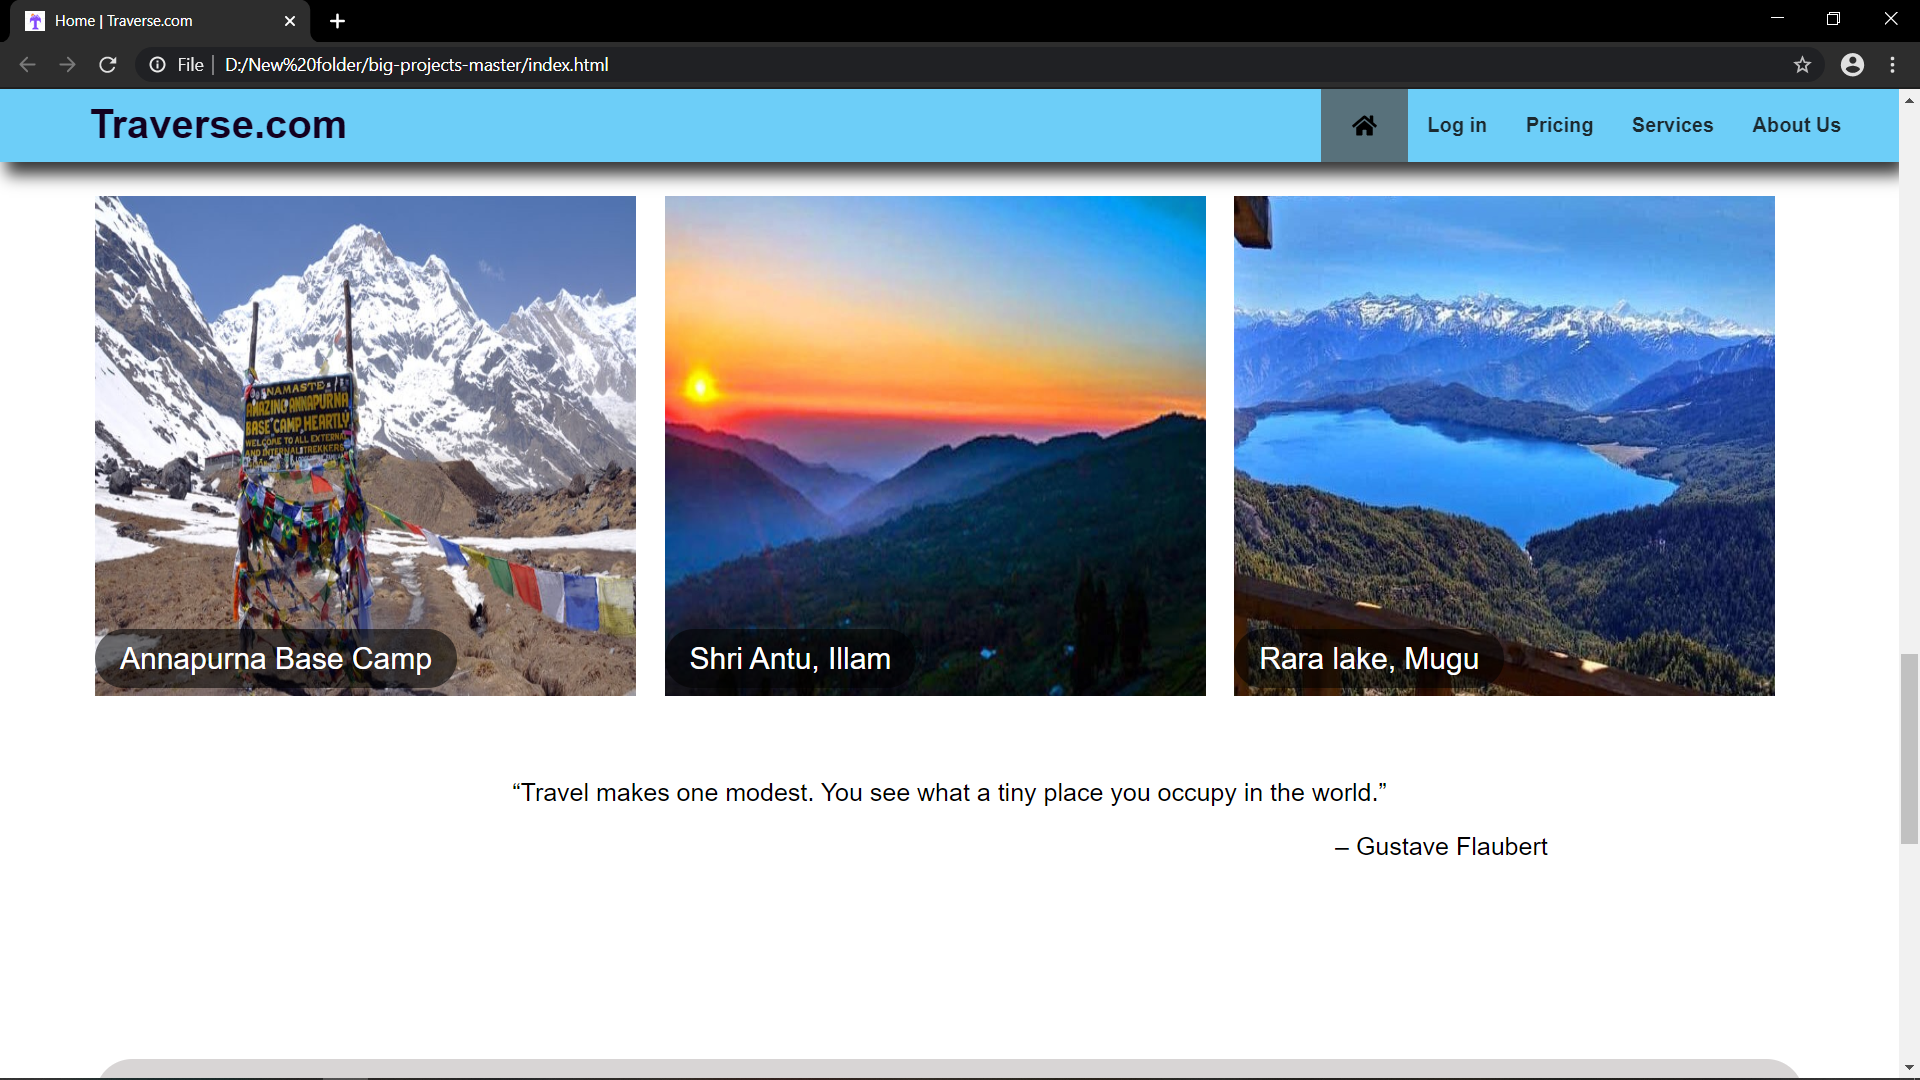 Home | Traverse.com
File
D:/New%20folder/big-projects-master/index.html
Traverse.com
Log in
Pricing
Services
About Us
NAMASTE
AMAZING ANNAPURNA
BASE CAMP HEARTLY
WELCOME TO ALL EXTERNAL
AND INTERNAL TREKKERS
Annapurna Base Camp
Shri Antu, Illam
Rara lake, Mugu
“Travel makes one modest. You see what a tiny place you occupy in the world.”
– Gustave Flaubert